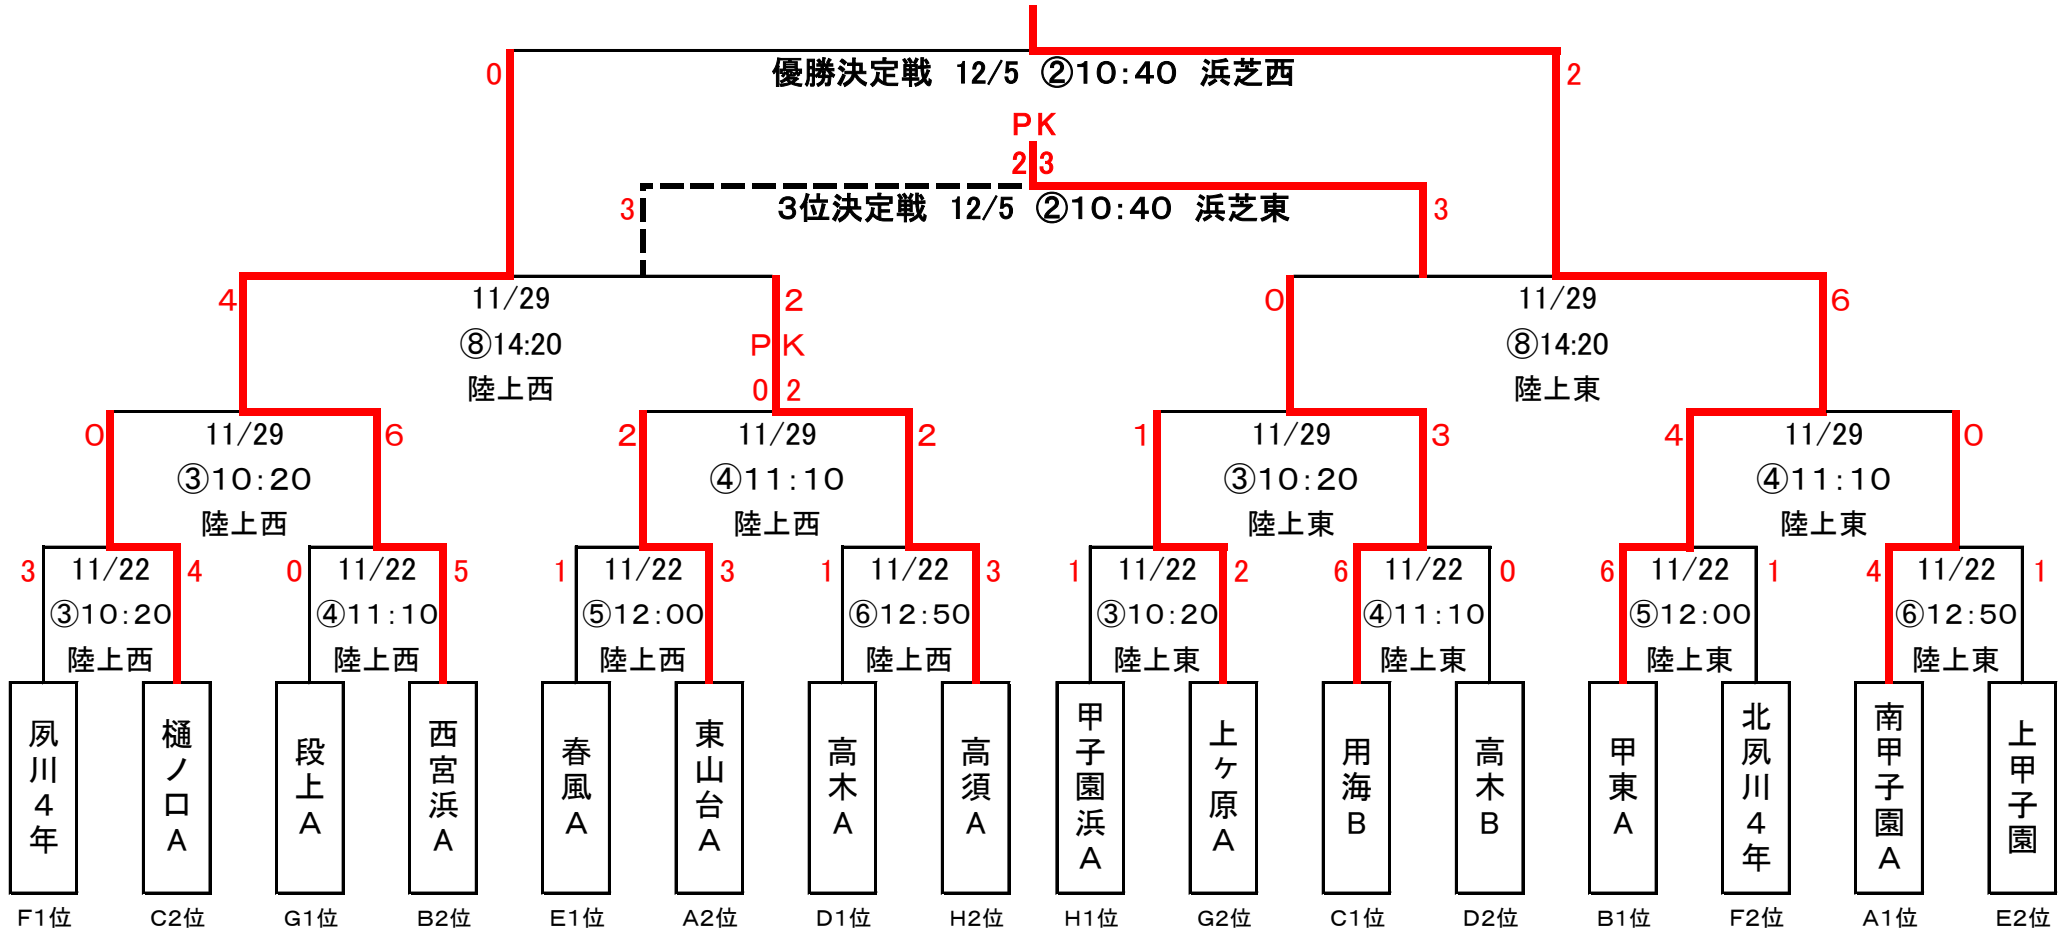 0
優勝決定戦 12/5 ②10:40 浜芝西
2
PK
2 3
3
3位決定戦 12/5 ②10:40 浜芝東
3
4
11/29
2
0
11/29
6
⑧14:20
PK
⑧14:20
陸上西
0 2
陸上東
0
11/29
6
2
11/29
2
1
11/29
3
4
11/29
0
③10:20
④11:10
③10:20
④11:10
陸上西
陸上西
陸上東
陸上東
3
11/22
4
0
11/22
5
1
11/22
3
1
11/22
3
1
11/22
2
6
11/22
0
6
11/22
1
4
11/22
1
③10:20
④11:10
⑤12:00
⑥12:50
③10:20
④11:10
⑤12:00
⑥12:50
陸上西
陸上西
陸上西
陸上西
陸上東
陸上東
陸上東
陸上東
夙川4年
樋ノ口A
段上A
西宮浜A
春風A
東山台A
高木A
高須A
甲子園浜A
上ヶ原A
用海B
高木B
甲東A
北夙川4年
南甲子園A
上甲子園
F1位
C2位
G1位
B2位
E1位
A2位
D1位
H2位
H1位
G2位
C1位
D2位
B1位
F2位
A1位
E2位